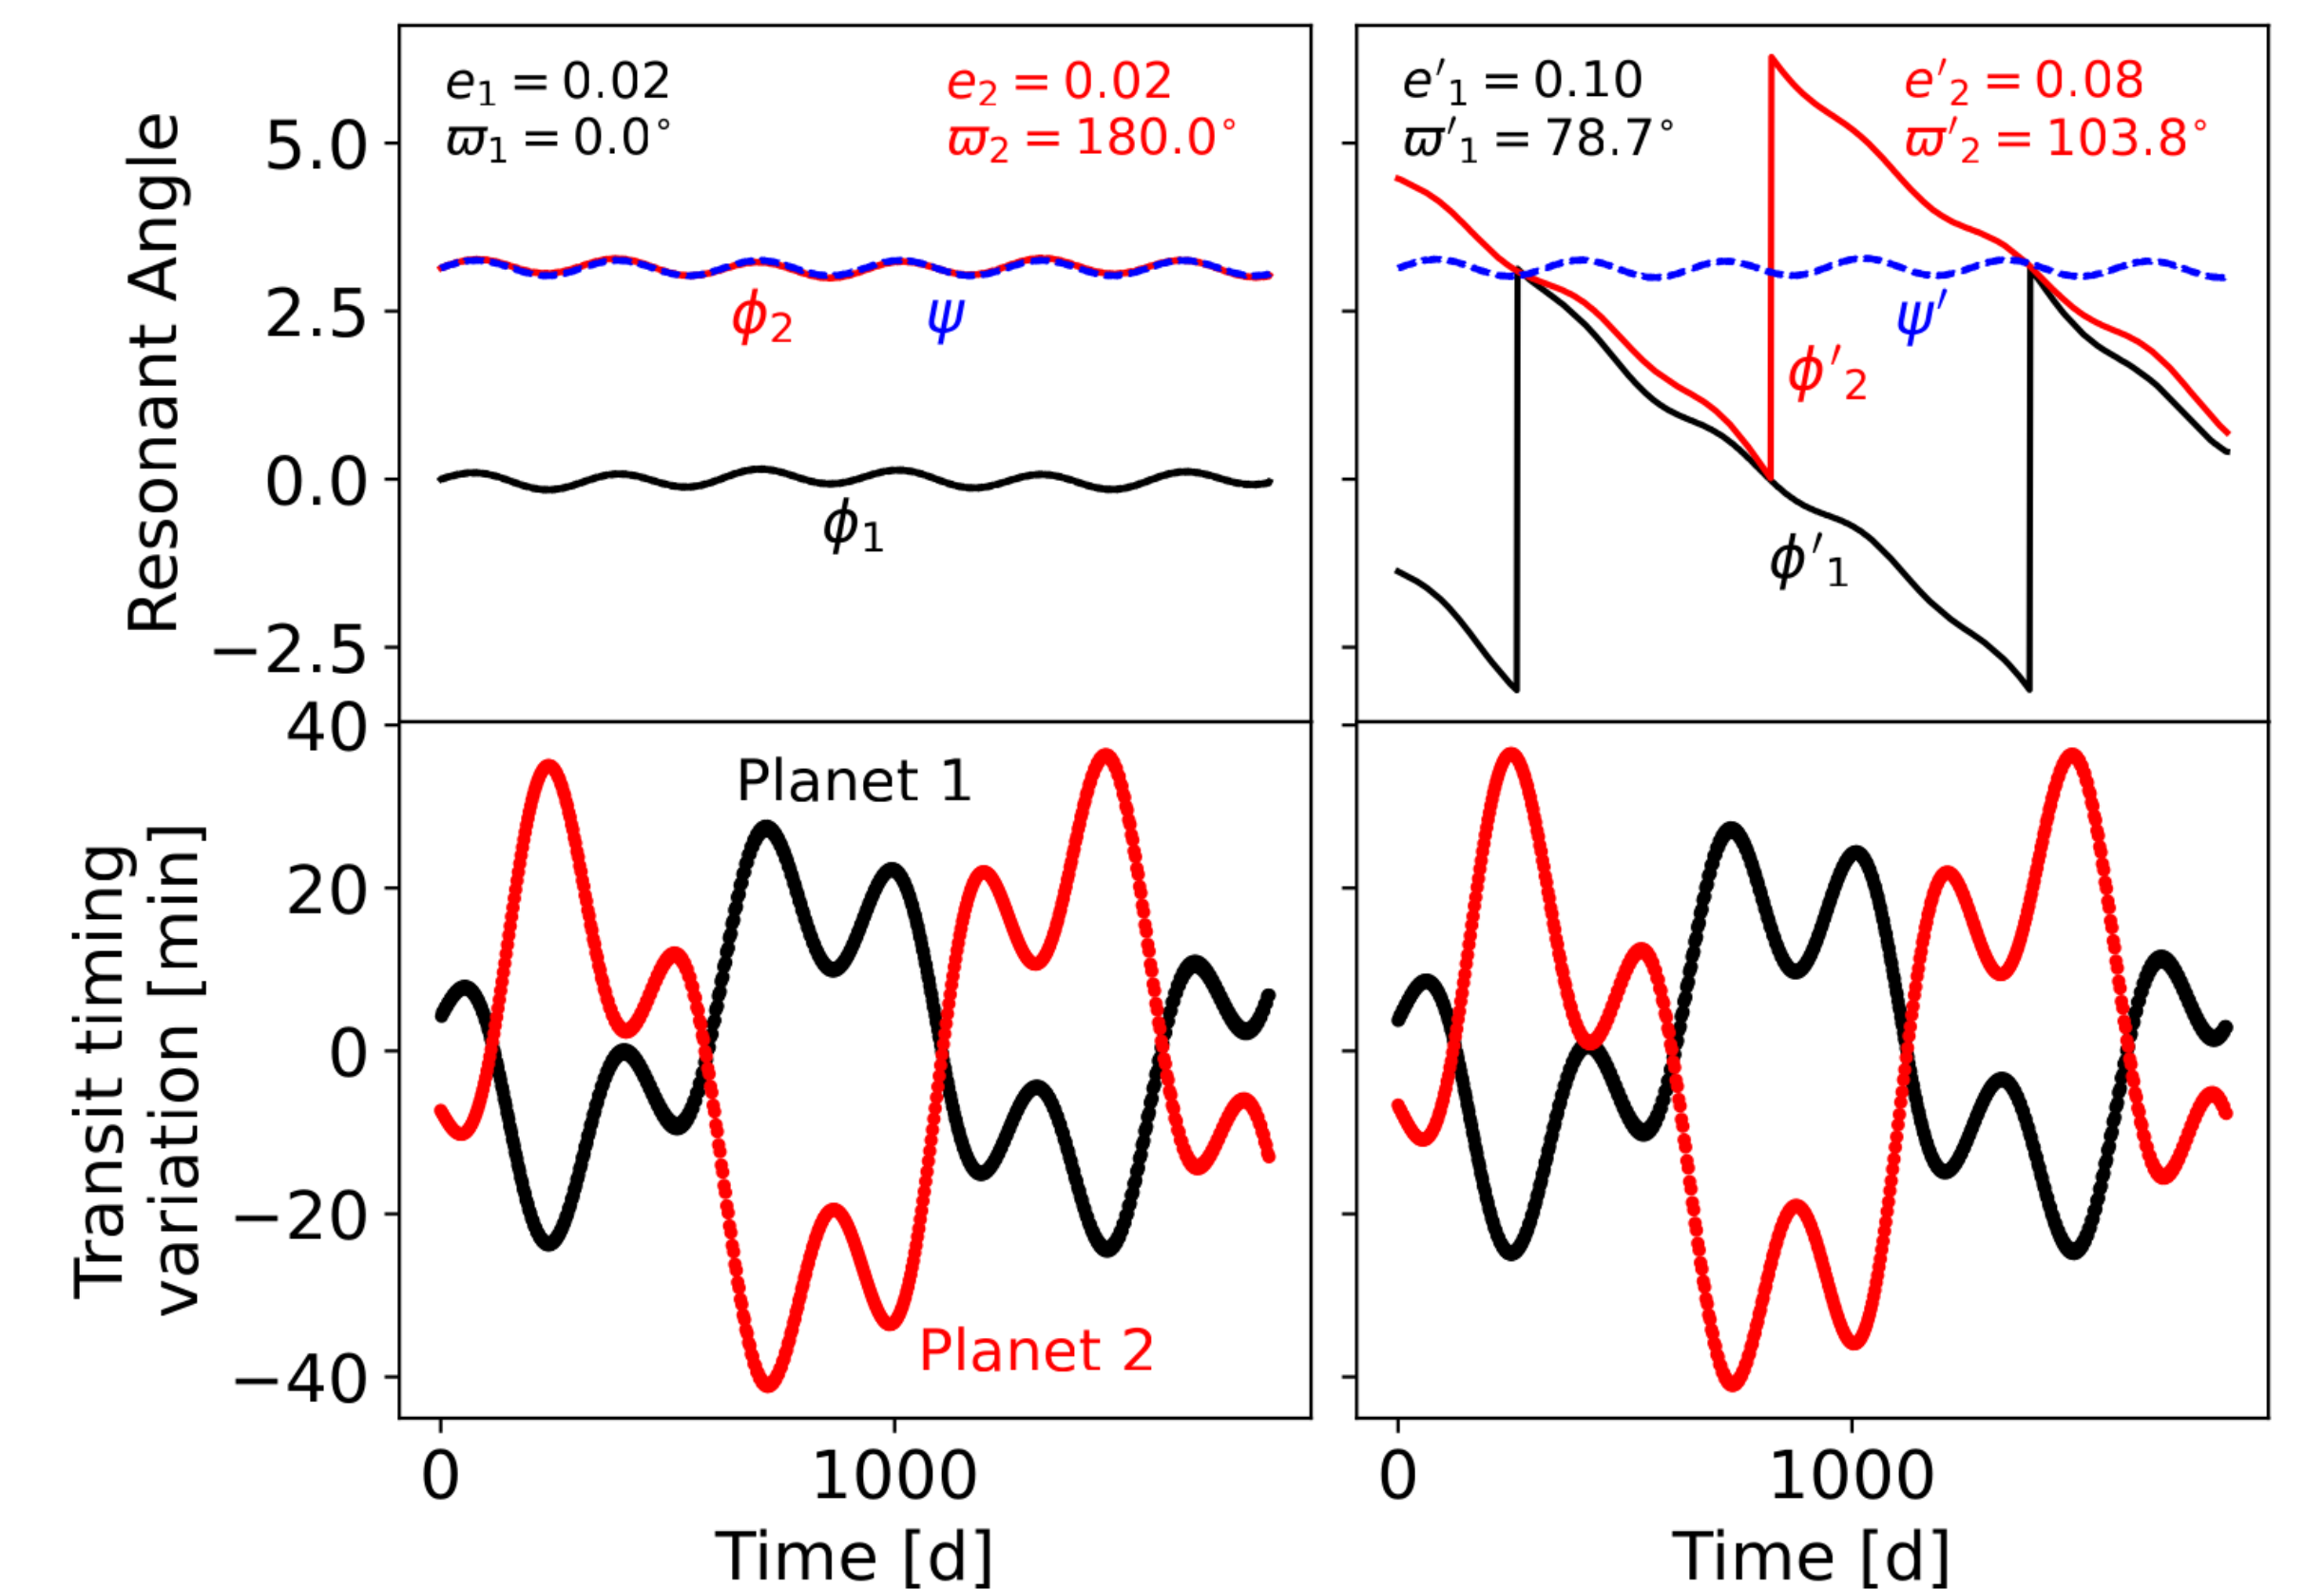 e₁ = 0.02
ϖ₁ = 0.0°
e₂ = 0.02
ϖ₂ = 180.0°
e′₁ = 0.10
ϖ′₁ = 78.7°
e′₂ = 0.08
ϖ′₂ = 103.8°
Resonant Angle
5.0
2.5
0.0
−2.5
ϕ₂
ψ
ϕ₁
ψ′
ϕ′₂
ϕ′₁
Transit timing
variation [min]
40
20
0
−20
−40
Planet 1
Planet 2
0
1000
0
1000
Time [d]
Time [d]